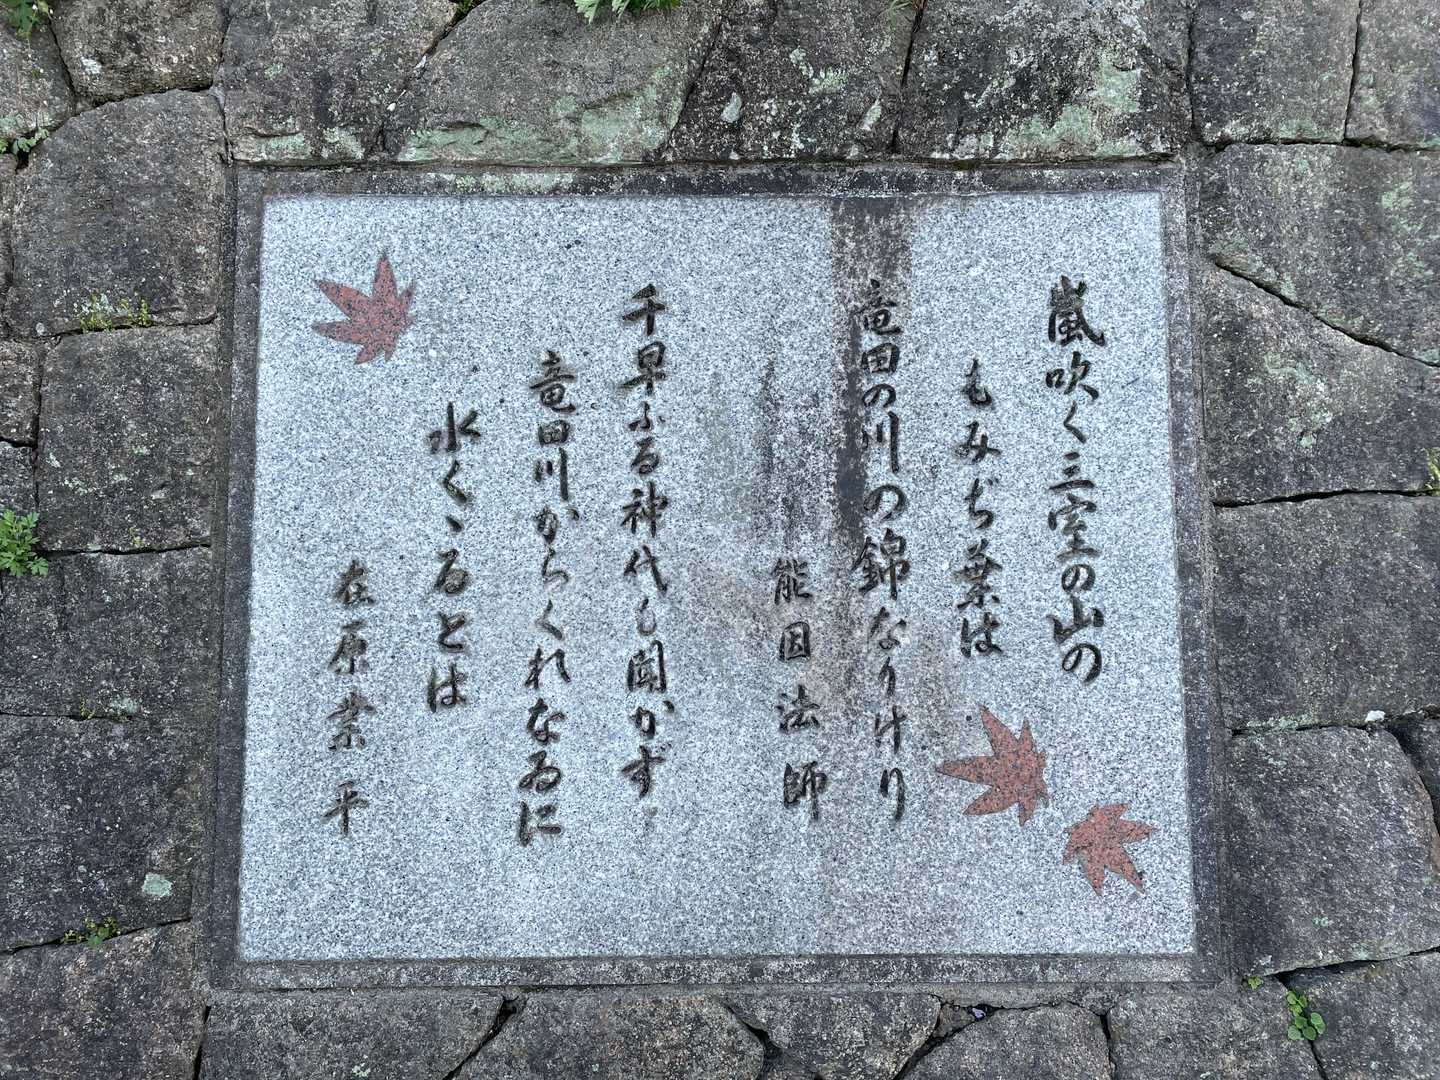 嵐吹く三室の山の
もみぢ葉は
竜田の川の錦なりけり
能因法師
千早ふる神代も聞かず
竜田川からくれなゐに
水くゝるとは
在原業平